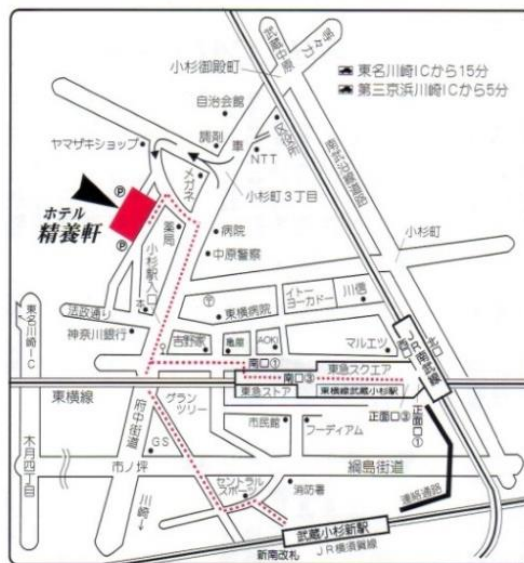 小杉御殿町
東名川崎ICから15分
第三京浜川崎ICから5分
自治会館
ヤマザキショップ
調剤
車
NTT
メガネ
小杉町3丁目
P
ホテル
精養軒
P
薬局
病院
中原警察
小杉町
小杉駅入口
法政通り
本
〒
東横病院
イトーヨーカドー
川信
神奈川銀行
吉野家
亀屋
AOKI
マルエツ
JR南武線
西口
北口
東名川崎IC
南口①
南口③
東急スクエア
東横線
東急ストア
東横線武蔵小杉駅
府中街道
グランツリー
正面口③
正面口①
市民館
フーディアム
GS
木月四丁目
市ノ坪
綱島街道
川崎→
セントラルスポーツ
消防署
連絡通路
武蔵小杉新駅
新南改札
JR横須賀線